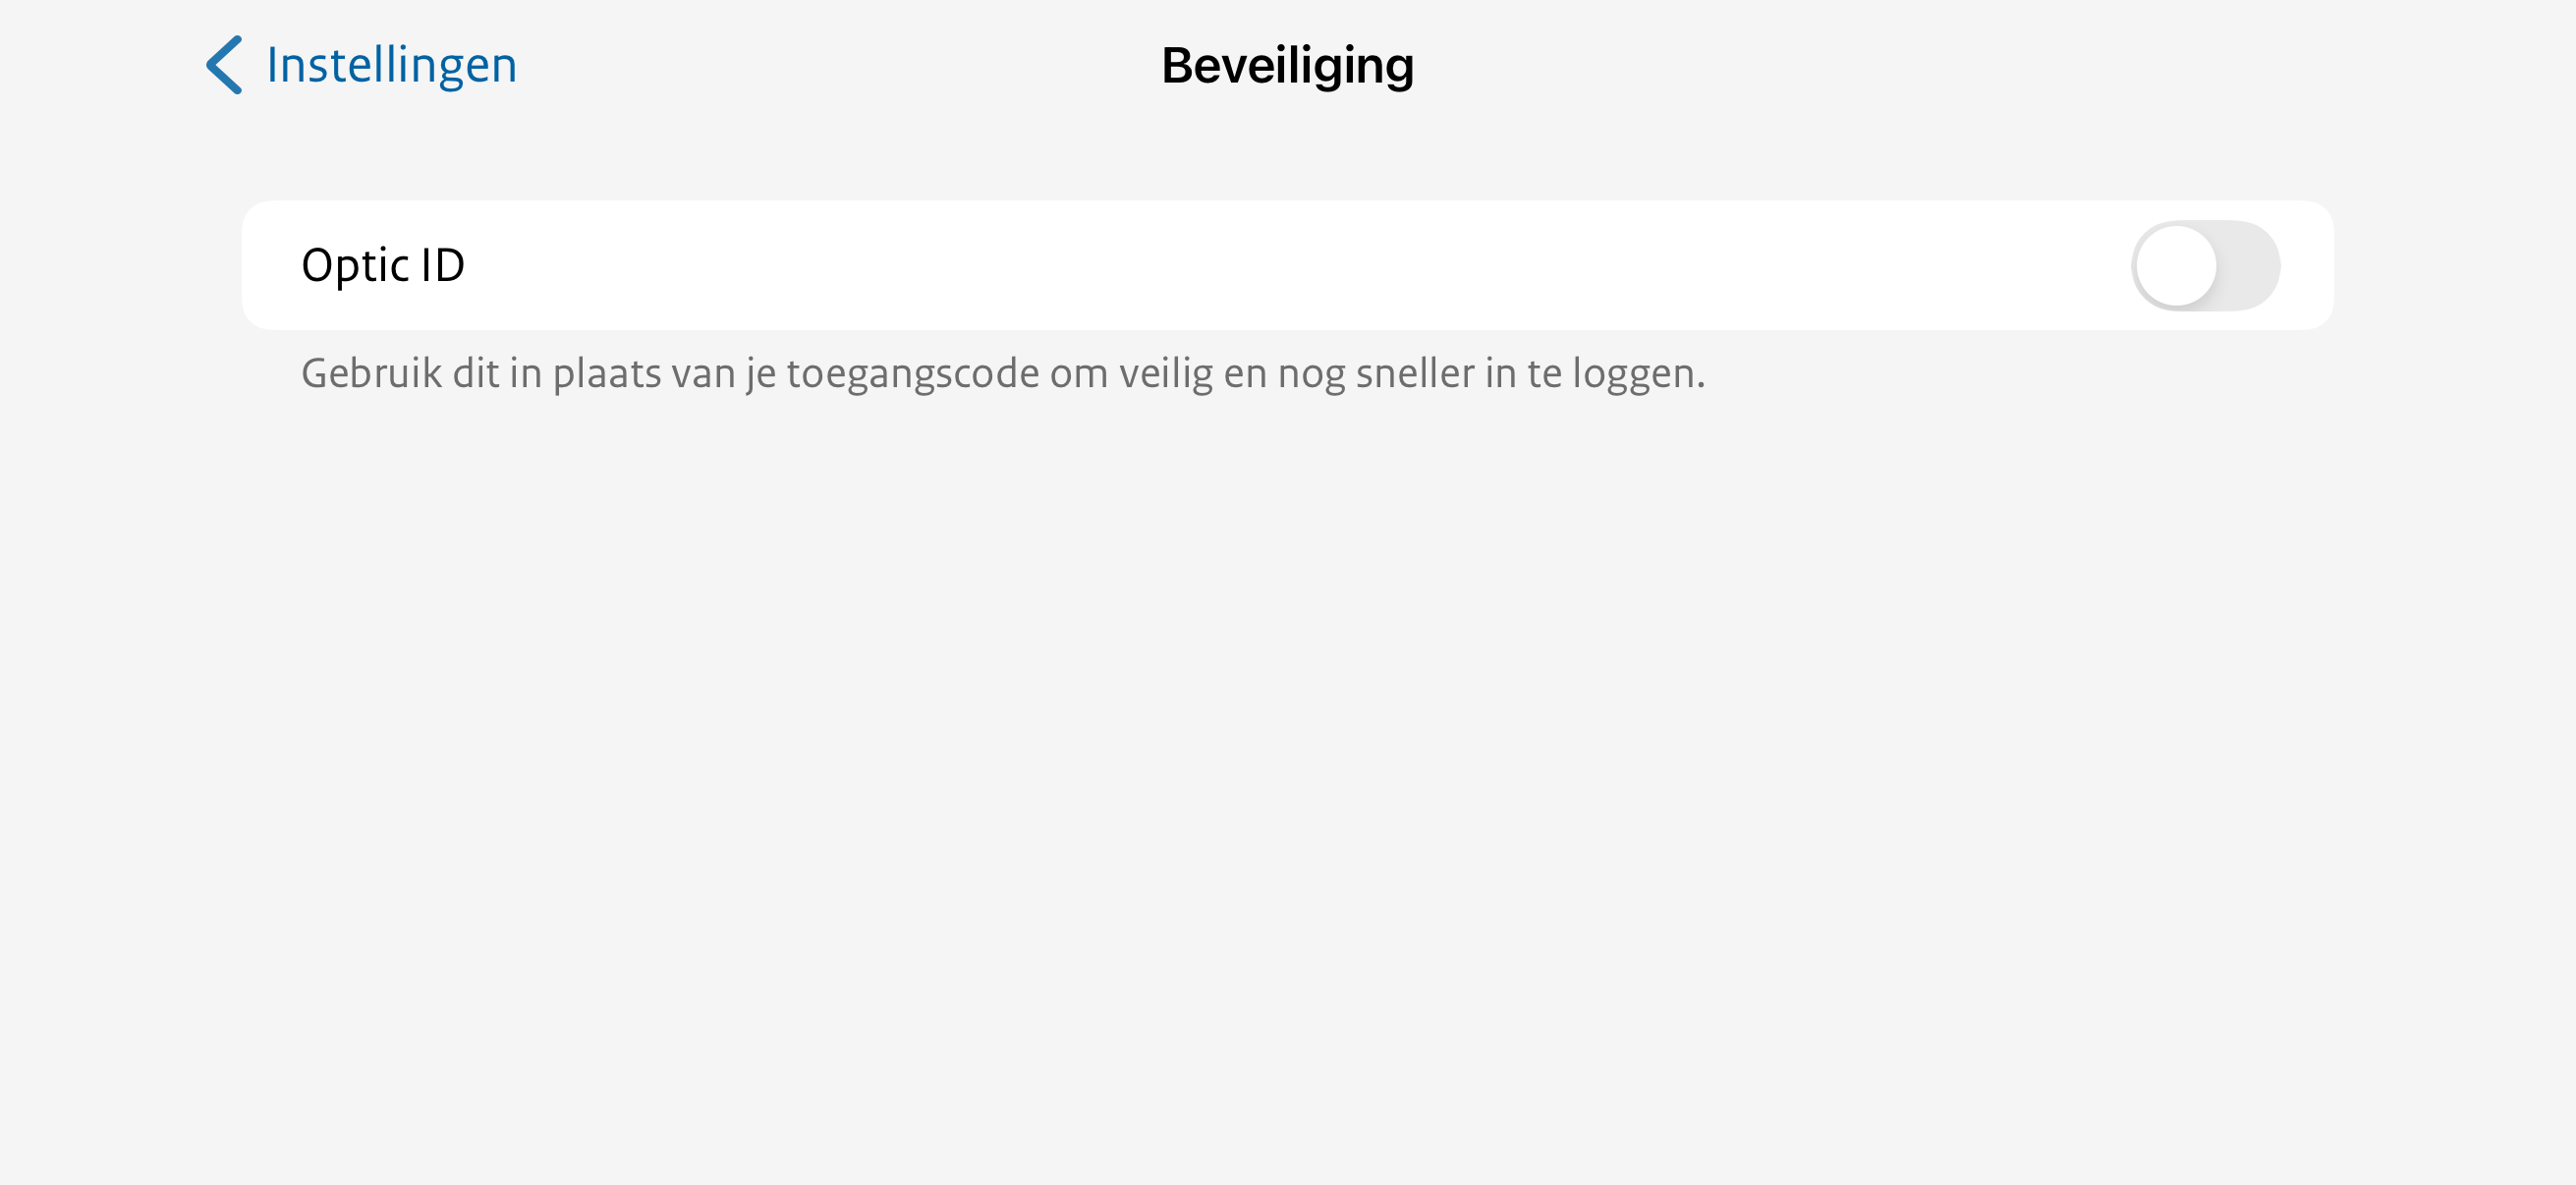 Instellingen
Beveiliging
Optic ID
Gebruik dit in plaats van je toegangscode om veilig en nog sneller in te loggen.